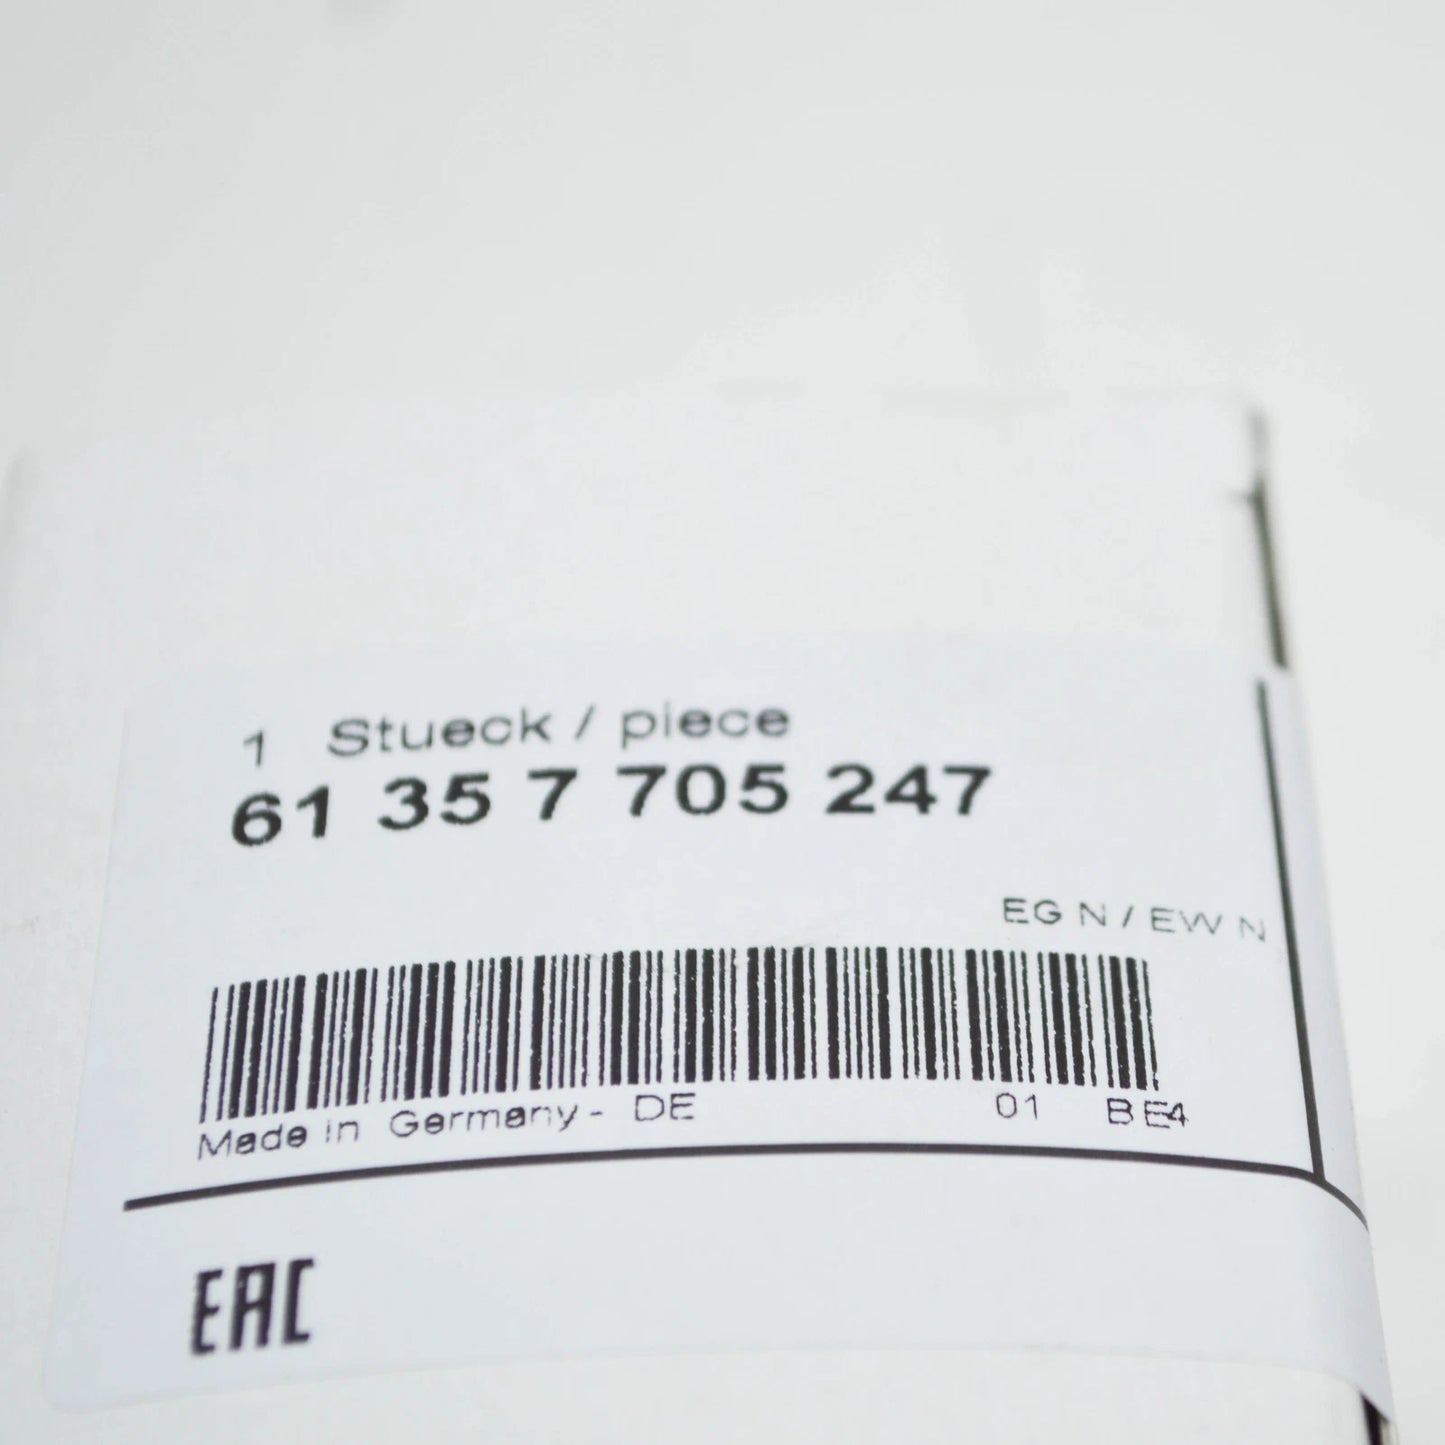 1 Stueck / piece
61 35 7 705 247
EG N / EW N
Made in Germany - DE 01 BE4
EAC